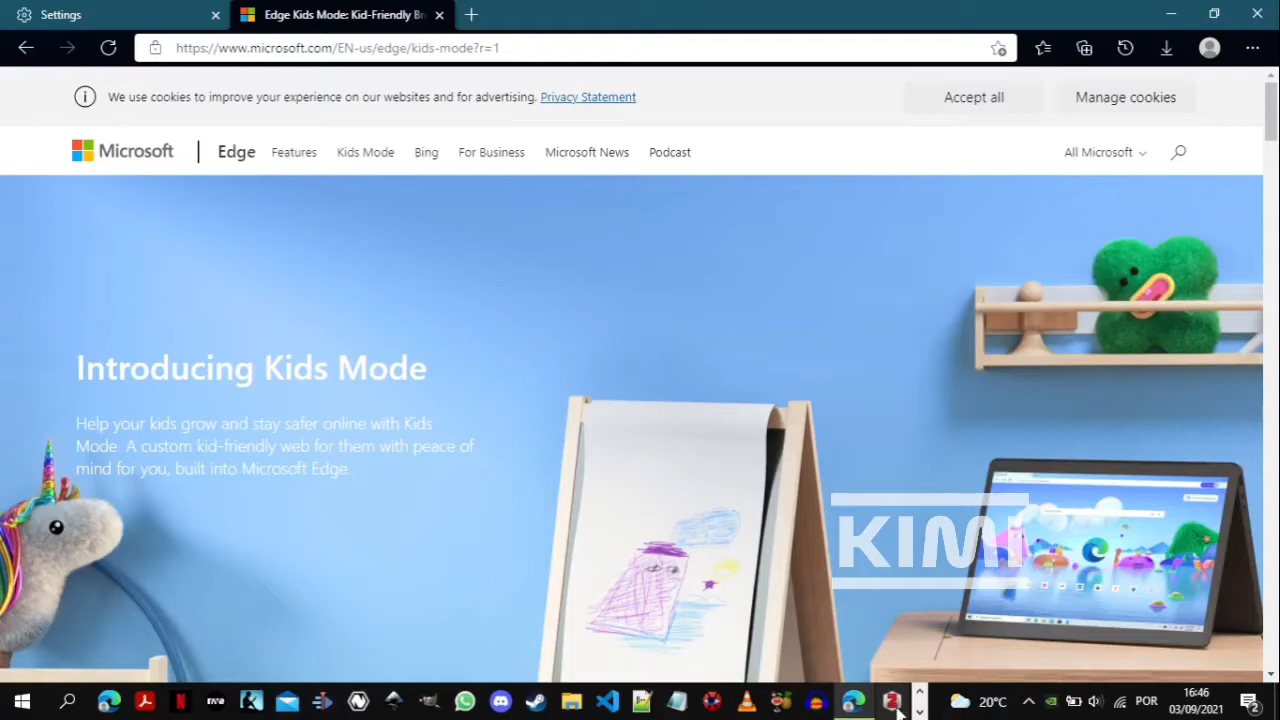 Settings
Edge Kids Mode: Kid-Friendly Br
https://www.microsoft.com/EN-us/edge/kids-mode?r=1
We use cookies to improve your experience on our websites and for advertising. Privacy Statement
Accept all
Manage cookies
Microsoft
Edge
Features
Kids Mode
Bing
For Business
Microsoft News
Podcast
All Microsoft
Introducing Kids Mode
Help your kids grow and stay safer online with Kids
Mode. A custom kid-friendly web for them with peace of
mind for you, built into Microsoft Edge.
KIMI
20°C
POR
16:46
03/09/2021
2